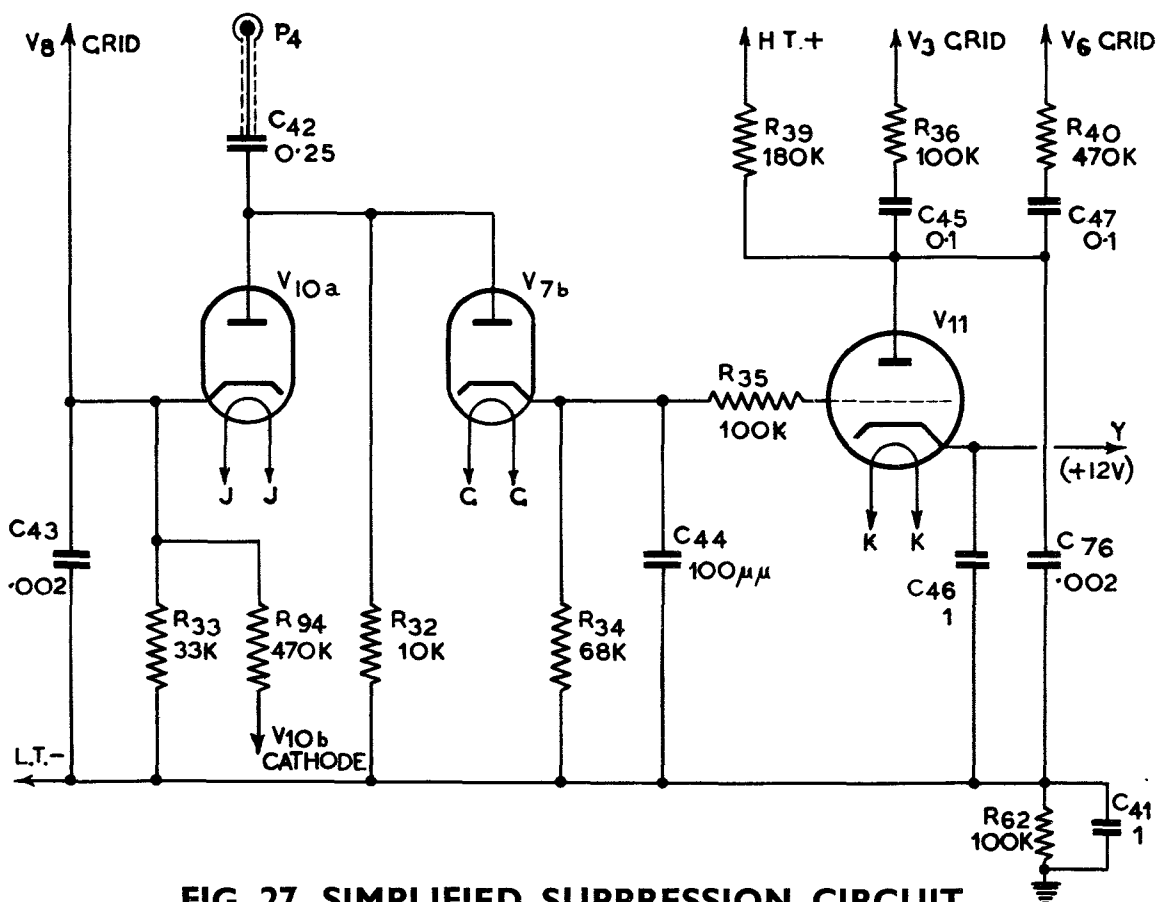 V8 GRID
P4
C42
0·25
H T.+
V3 GRID
V6 GRID
R39
180K
R36
100K
R40
470K
C45
0·1
C47
0·1
V10a
V7b
V11
R35
100K
Y
(+12V)
J J
G G
K K
C43
·002
R33
33K
R94
470K
R32
10K
R34
68K
C44
100μμ
C46
1
C76
·002
V10b
CATHODE
L.T.-
R62
100K
C41
1
FIG. 27 SIMPLIFIED SUPPRESSION CIRCUIT